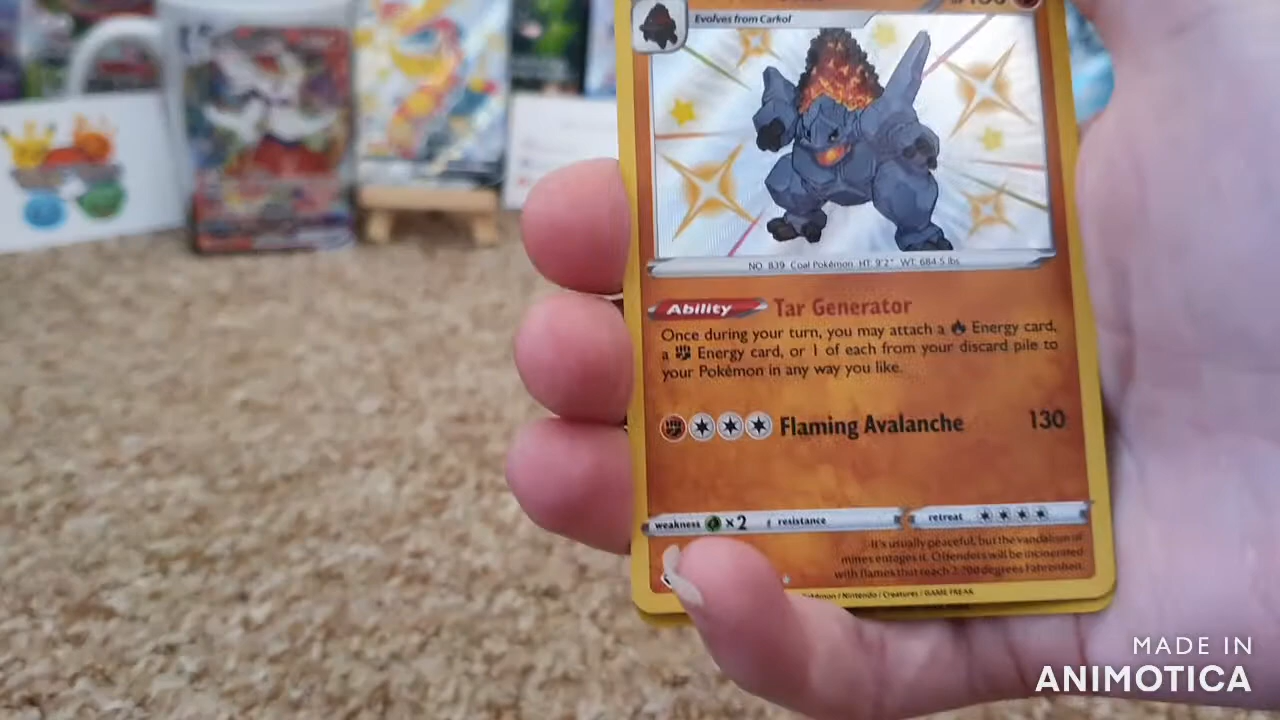 Evolves from Carkol
NO. 839 Coal Pokémon HT: 9'2" WT: 684.5 lbs
Ability Tar Generator
Once during your turn, you may attach a Energy card,
a Energy card, or 1 of each from your discard pile to
your Pokémon in any way you like.
Flaming Avalanche 130
weakness ×2 resistance retreat
It's usually peaceful, but the vandalism of
mines enrages it. Offenders will be incinerated
with flames that reach 2,700 degrees Fahrenheit.
Pokémon / Nintendo / Creatures / GAME FREAK
MADE IN
ANIMOTICA